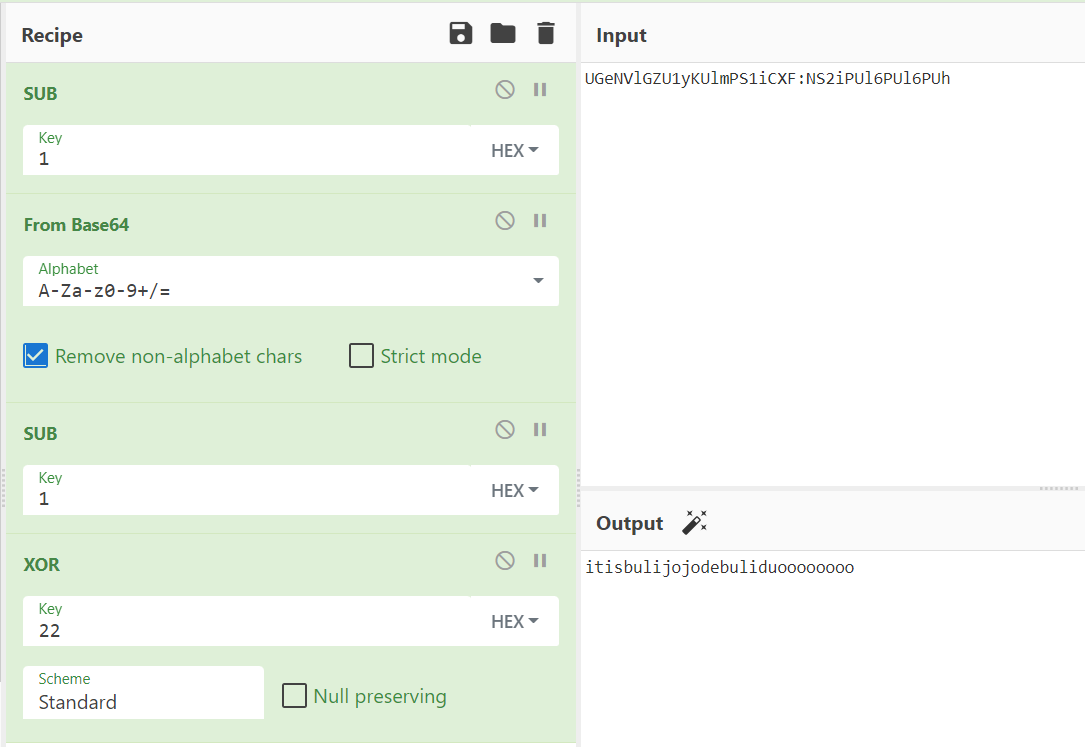 Recipe
SUB
Key
1
HEX
From Base64
Alphabet
A-Za-z0-9+/=
Remove non-alphabet chars
Strict mode
SUB
Key
1
HEX
XOR
Key
22
HEX
Scheme
Standard
Null preserving
Input
UGeNVlGZU1yKUlmPS1iCXF:NS2iPUl6PUl6PUh
Output
itisbulijojodebuliduoooooooo